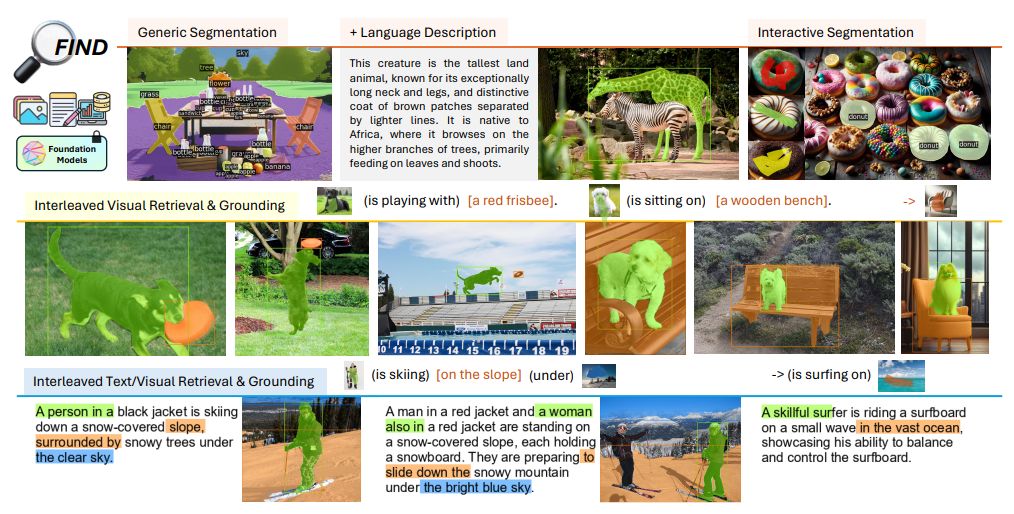 FIND
Generic Segmentation
+ Language Description
Interactive Segmentation
Foundation
Models
sky
tree
flower
grass
bottle
bottle
sandwich
chair
chair
bottle
bottle
banana
apple
apple
apple
This creature is the tallest land
animal, known for its exceptionally
long neck and legs, and distinctive
coat of brown patches separated
by lighter lines. It is native to
Africa, where it browses on the
higher branches of trees, primarily
feeding on leaves and shoots.
donut
donut
donut
Interleaved Visual Retrieval & Grounding
(is playing with) [a red frisbee].
(is sitting on) [a wooden bench].
->
10 11 12 13 14 15 16 17 18 19
Interleaved Text/Visual Retrieval & Grounding
(is skiing) [on the slope] (under)
-> (is surfing on)
A person in a black jacket is skiing
down a snow-covered slope,
surrounded by snowy trees under
the clear sky.
A man in a red jacket and a woman
also in a red jacket are standing on
a snow-covered slope, each holding
a snowboard. They are preparing to
slide down the snowy mountain
under the bright blue sky.
A skillful surfer is riding a surfboard
on a small wave in the vast ocean,
showcasing his ability to balance
and control the surfboard.